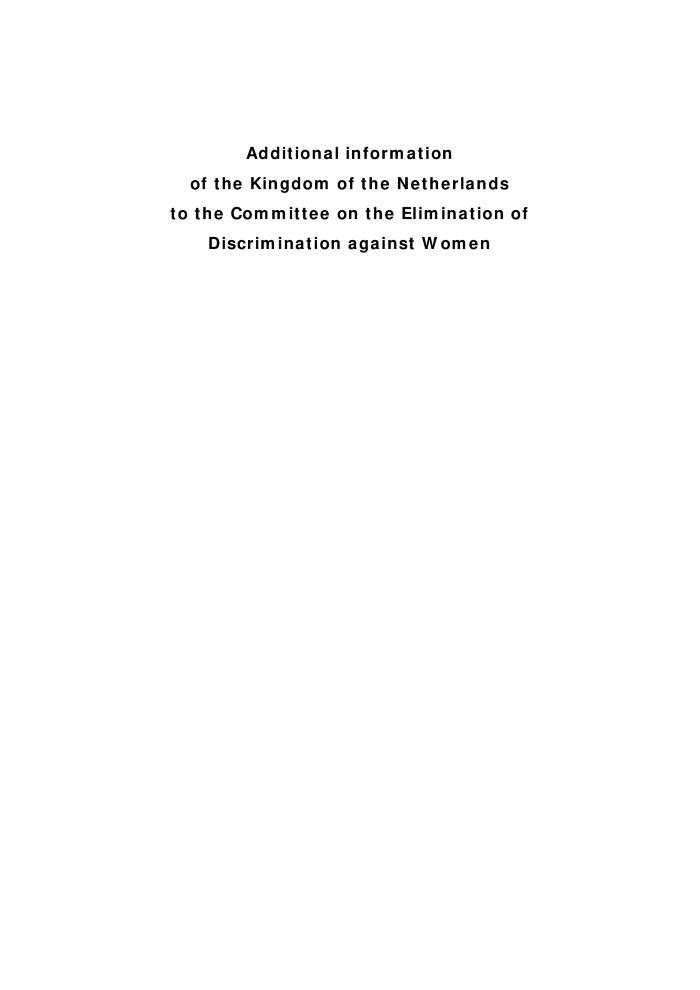 Additional information
of the Kingdom of the Netherlands
to the Committee on the Elimination of
Discrimination against Women